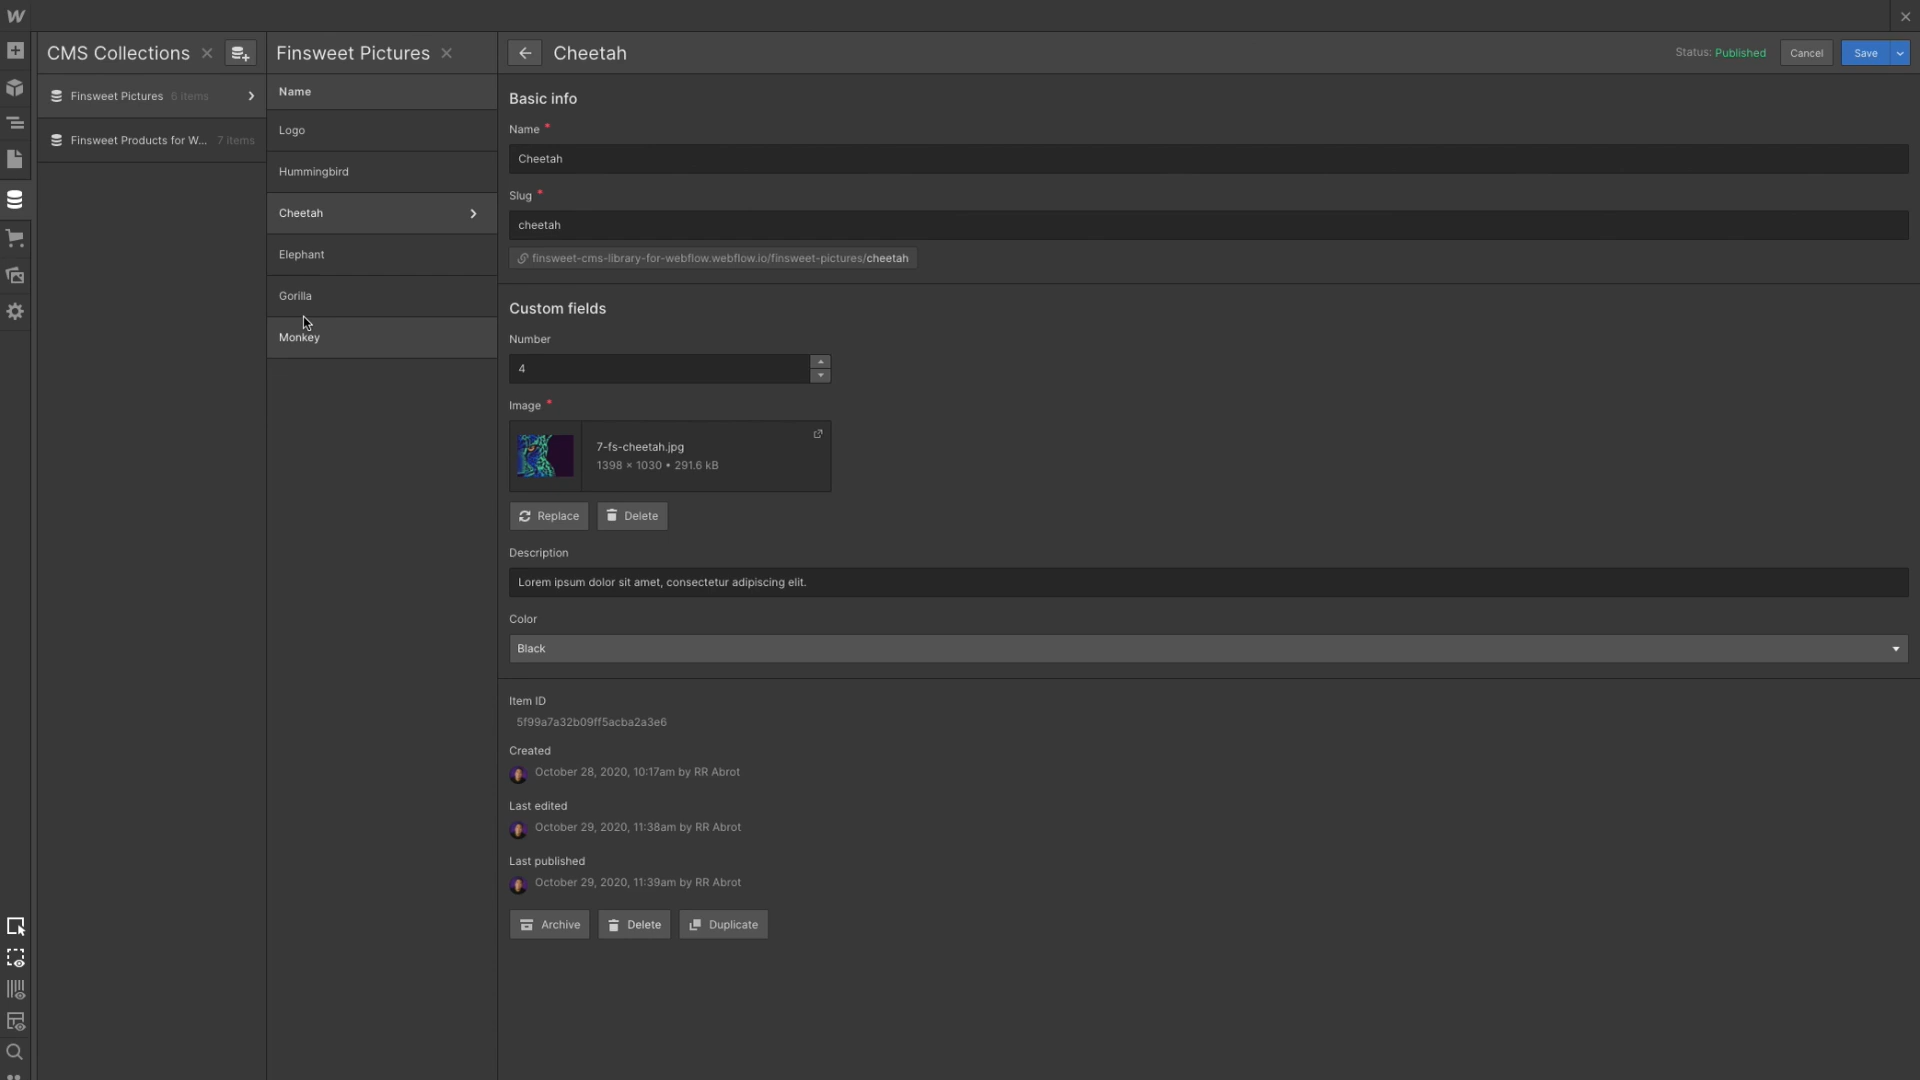 CMS Collections
Finsweet Pictures 6 items
Finsweet Products for W... 7 items
Finsweet Pictures
Name
Logo
Hummingbird
Cheetah
Elephant
Gorilla
Monkey
Cheetah
Status: Published
Cancel
Save
Basic info
Name *
Cheetah
Slug *
cheetah
finsweet-cms-library-for-webflow.webflow.io/finsweet-pictures/cheetah
Custom fields
Number
4
Image *
7-fs-cheetah.jpg
1398 × 1030 • 291.6 kB
Replace
Delete
Description
Lorem ipsum dolor sit amet, consectetur adipiscing elit.
Color
Black
Item ID
5f99a7a32b09ff5acba2a3e6
Created
October 28, 2020, 10:17am by RR Abrot
Last edited
October 29, 2020, 11:38am by RR Abrot
Last published
October 29, 2020, 11:39am by RR Abrot
Archive
Delete
Duplicate